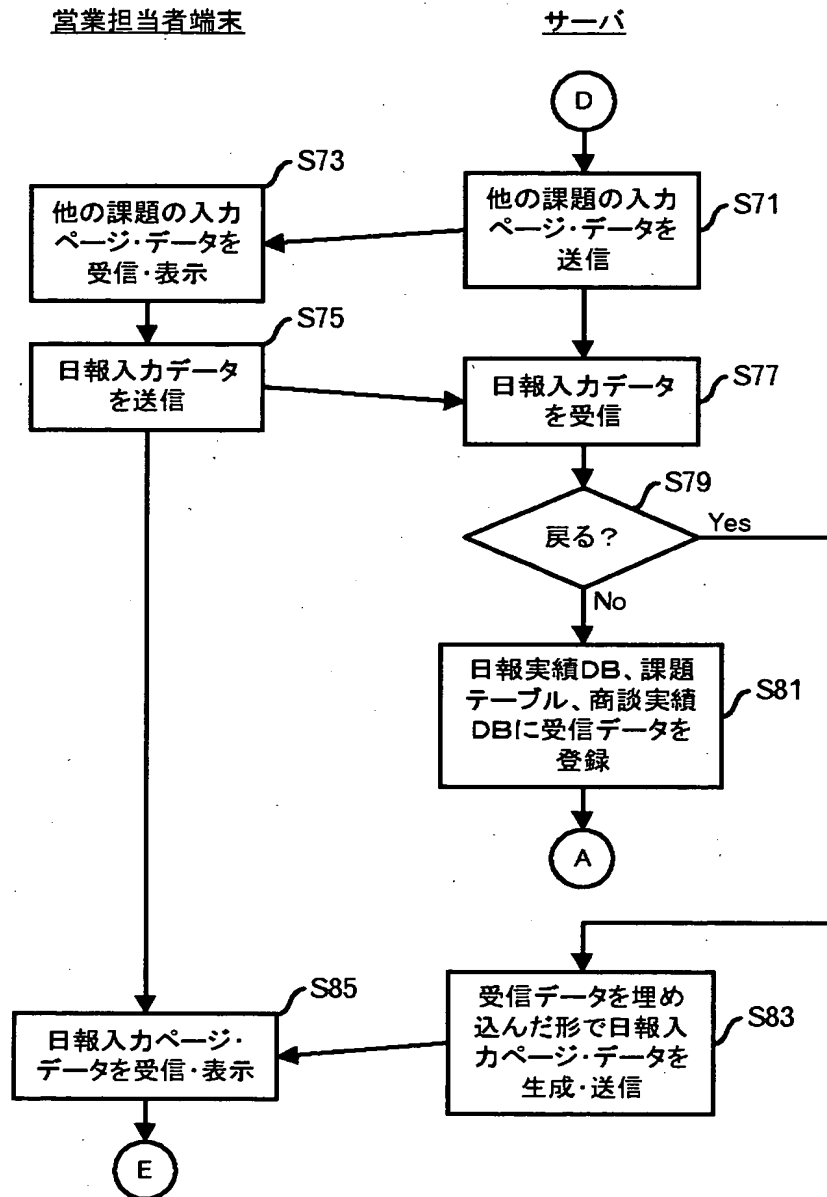 営業担当者端末
サーバ
D
S73
他の課題の入力
ページ・データを
受信・表示
S71
他の課題の入力
ページ・データを
送信
S75
日報入力データ
を送信
S77
日報入力データ
を受信
S79
戻る?
Yes
No
日報実績DB、課題
テーブル、商談実績
DBに受信データを
登録
S81
A
S85
日報入力ページ・
データを受信・表示
受信データを埋め
込んだ形で日報入
力ページ・データを
生成・送信
S83
E